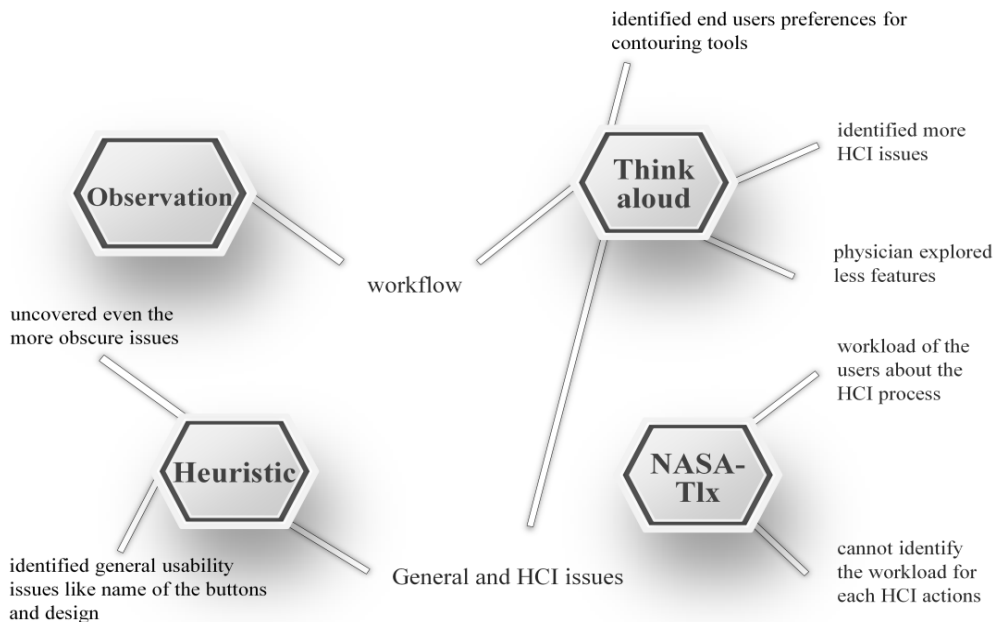 identified end users preferences for
contouring tools
Observation
Think
aloud
identified more
HCI issues
physician explored
less features
workflow
uncovered even the
more obscure issues
workload of the
users about the
HCI process
Heuristic
NASA-
Tlx
identified general usability
issues like name of the buttons
and design
General and HCI issues
cannot identify
the workload for
each HCI actions